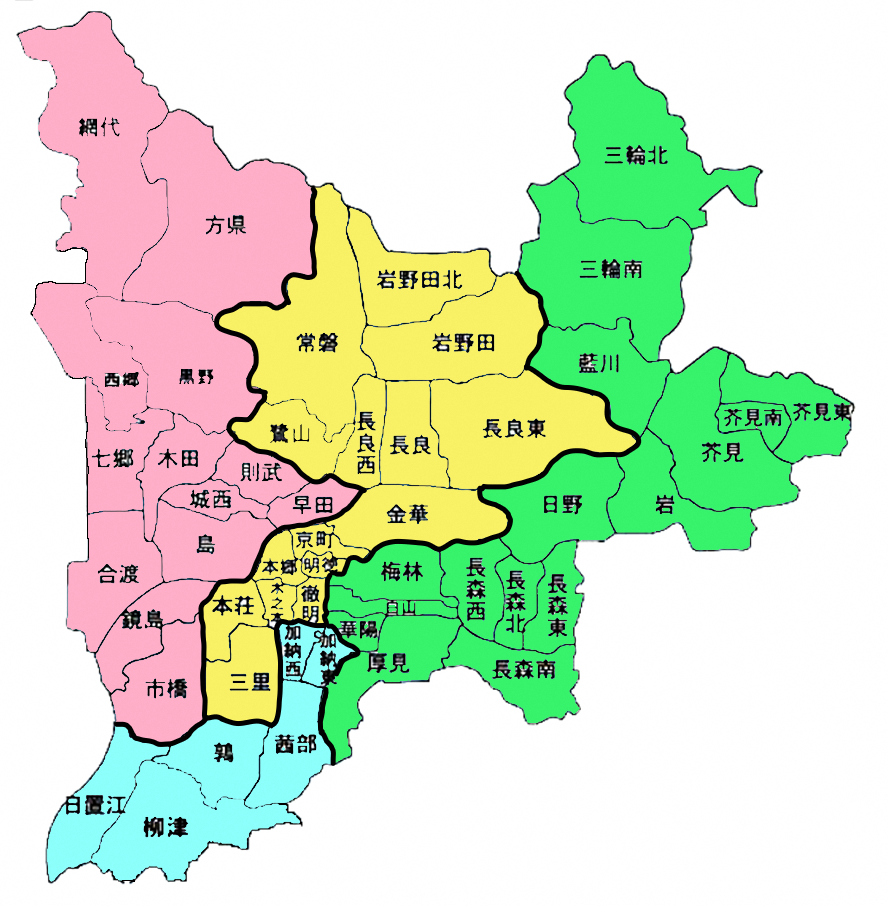 網代
方県
三輪北
三輪南
岩野田北
岩野田
常磐
藍川
西郷
黒野
芥見南
芥見東
芥見
鷺山
長良西
長良
長良東
七郷
木田
則武
城西
早田
金華
日野
岩
島
京町
合渡
本郷
明徳
梅林
長森西
長森北
長森東
本荘
木之本
徹明
白山
鏡島
加納西
加納東
華陽
厚見
長森南
市橋
三里
鶉
茜部
日置江
柳津